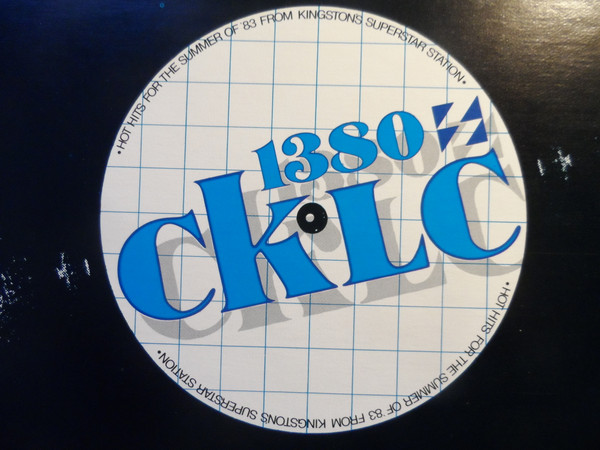 • HOT HITS FOR THE SUMMER OF '83 FROM KINGSTONS SUPERSTAR STATION •
1380
CKLC
• HOT HITS FOR THE SUMMER OF '83 FROM KINGSTONS SUPERSTAR STATION •